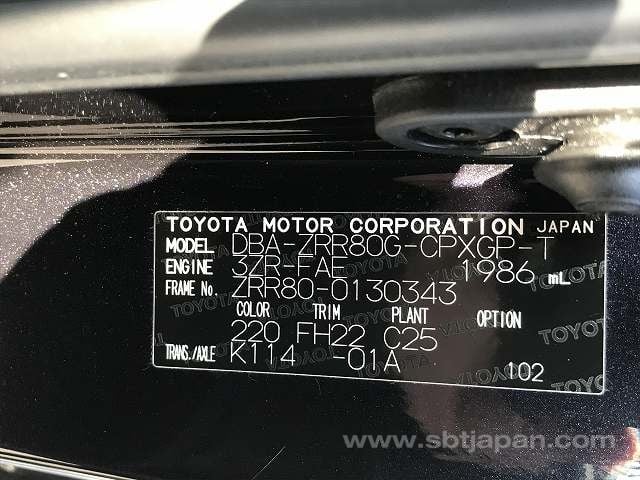 TOYOTA MOTOR CORPORATION JAPAN
MODEL DBA-ZRR80G-CPXGP-T
ENGINE 3ZR-FAE 1986 mL
FRAME No. ZRR80-0130343
COLOR TRIM PLANT OPTION
220 FH22 C25
TRANS./AXLE K114 -01A
102
www.sbtjapan.com